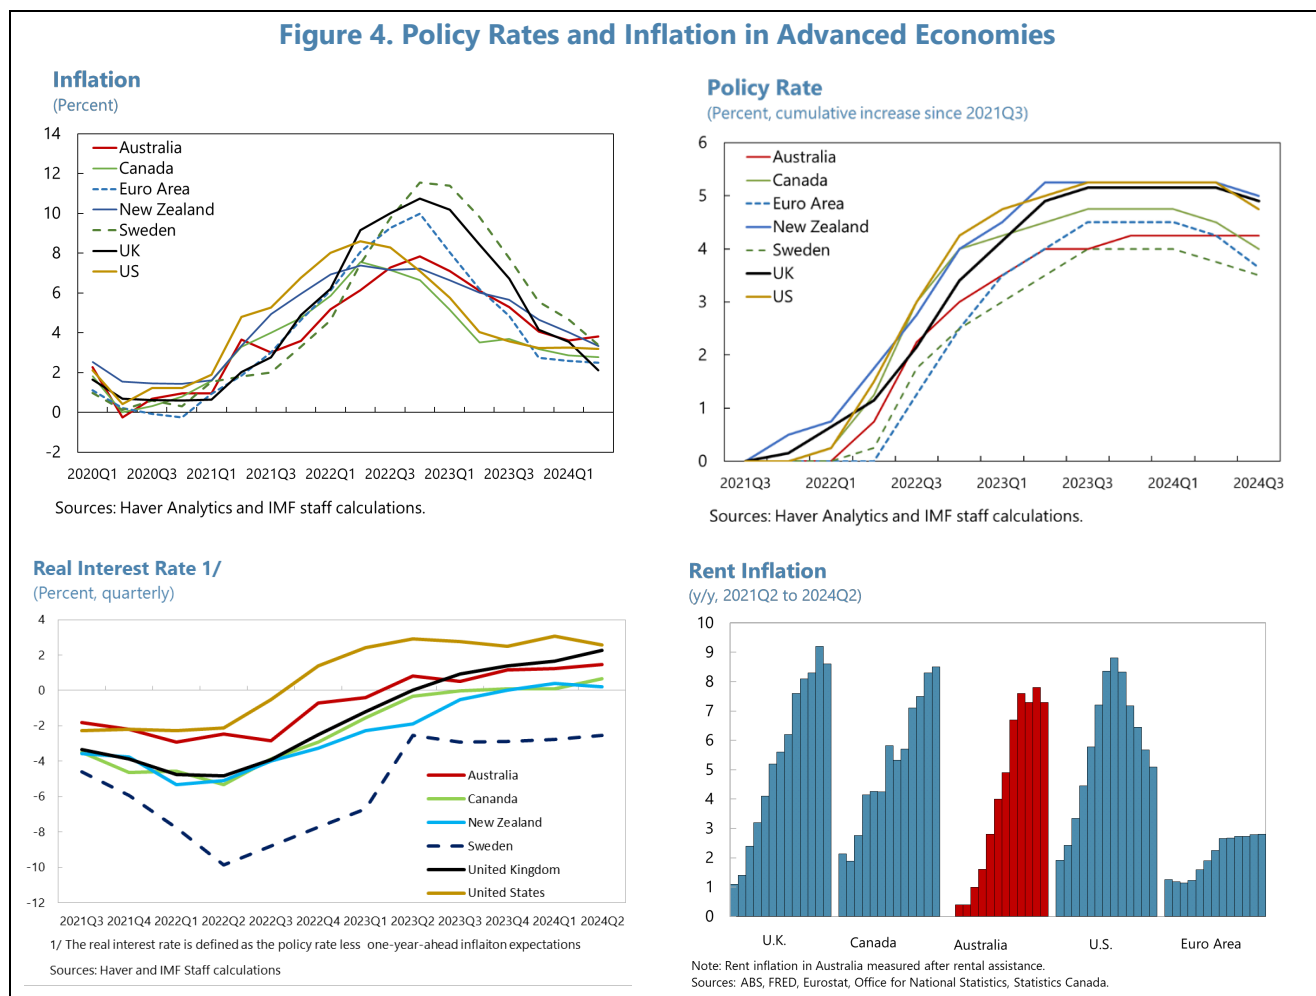 Figure 4. Policy Rates and Inflation in Advanced Economies
Inflation
(Percent)
14
12
10
8
6
4
2
0
-2
Australia
Canada
Euro Area
New Zealand
Sweden
UK
US
2020Q1 2020Q3 2021Q1 2021Q3 2022Q1 2022Q3 2023Q1 2023Q3 2024Q1
Sources: Haver Analytics and IMF staff calculations.
Policy Rate
(Percent, cumulative increase since 2021Q3)
6
5
4
3
2
1
0
Australia
Canada
Euro Area
New Zealand
Sweden
UK
US
2021Q3 2022Q1 2022Q3 2023Q1 2023Q3 2024Q1 2024Q3
Sources: Haver Analytics and IMF staff calculations.
Real Interest Rate 1/
(Percent, quarterly)
4
2
0
-2
-4
-6
-8
-10
-12
Australia
Cananda
New Zealand
Sweden
United Kingdom
United States
2021Q3 2021Q4 2022Q1 2022Q2 2022Q3 2022Q4 2023Q1 2023Q2 2023Q3 2023Q4 2024Q1 2024Q2
1/ The real interest rate is defined as the policy rate less one-year-ahead inflaiton expectations
Sources: Haver and IMF Staff calculations
Rent Inflation
(y/y, 2021Q2 to 2024Q2)
10
9
8
7
6
5
4
3
2
1
0
U.K. Canada Australia U.S. Euro Area
Note: Rent inflation in Australia measured after rental assistance.
Sources: ABS, FRED, Eurostat, Office for National Statistics, Statistics Canada.